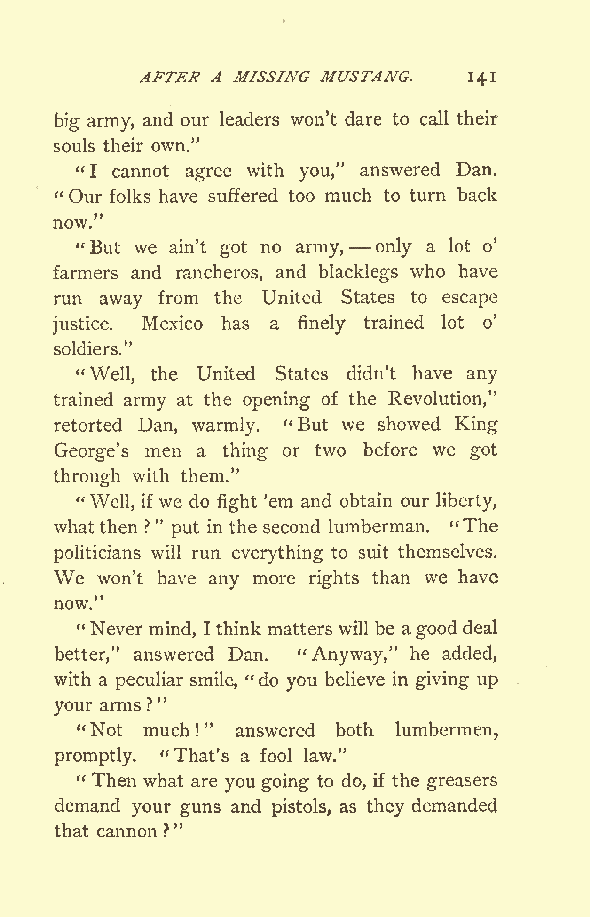 AFTER A MISSING MUSTANG. 141
big army, and our leaders won't dare to call their
souls their own."
"I cannot agree with you," answered Dan.
"Our folks have suffered too much to turn back
now."
"But we ain't got no army,—only a lot o'
farmers and rancheros, and blacklegs who have
run away from the United States to escape
justice. Mexico has a finely trained lot o'
soldiers."
"Well, the United States didn't have any
trained army at the opening of the Revolution,"
retorted Dan, warmly. "But we showed King
George's men a thing or two before we got
through with them."
"Well, if we do fight 'em and obtain our liberty,
what then?" put in the second lumberman. "The
politicians will run everything to suit themselves.
We won't have any more rights than we have
now."
"Never mind, I think matters will be a good deal
better," answered Dan. "Anyway," he added,
with a peculiar smile, "do you believe in giving up
your arms?"
"Not much!" answered both lumbermen,
promptly. "That's a fool law."
"Then what are you going to do, if the greasers
demand your guns and pistols, as they demanded
that cannon?"